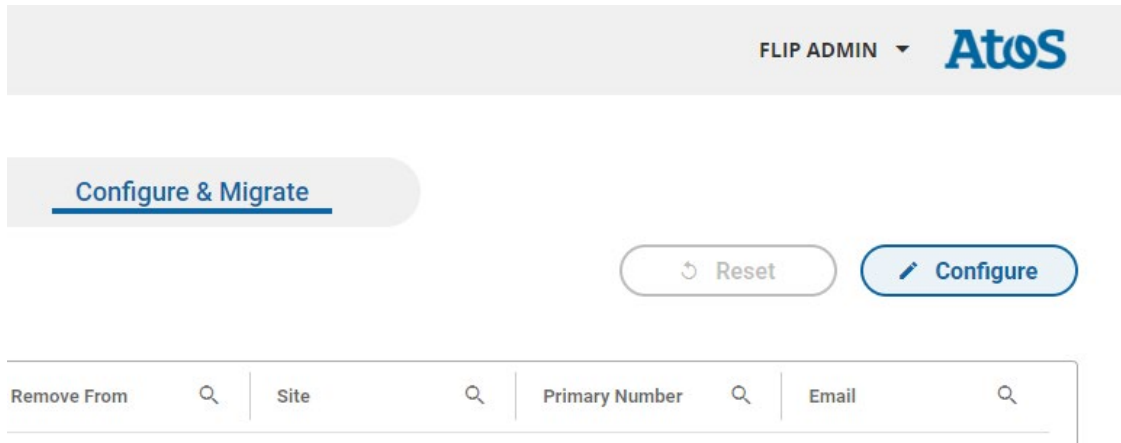 FLIP ADMIN Atos
Configure & Migrate
Reset Configure
Remove From Site Primary Number Email